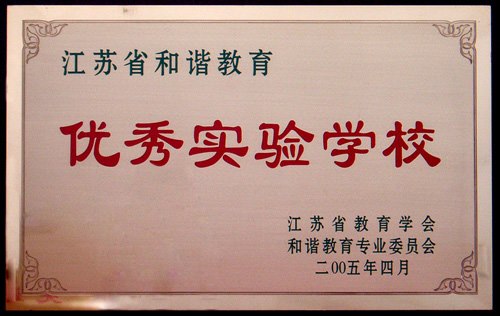 江苏省和谐教育
优秀实验学校
江苏省教育学会
和谐教育专业委员会
二00五年四月